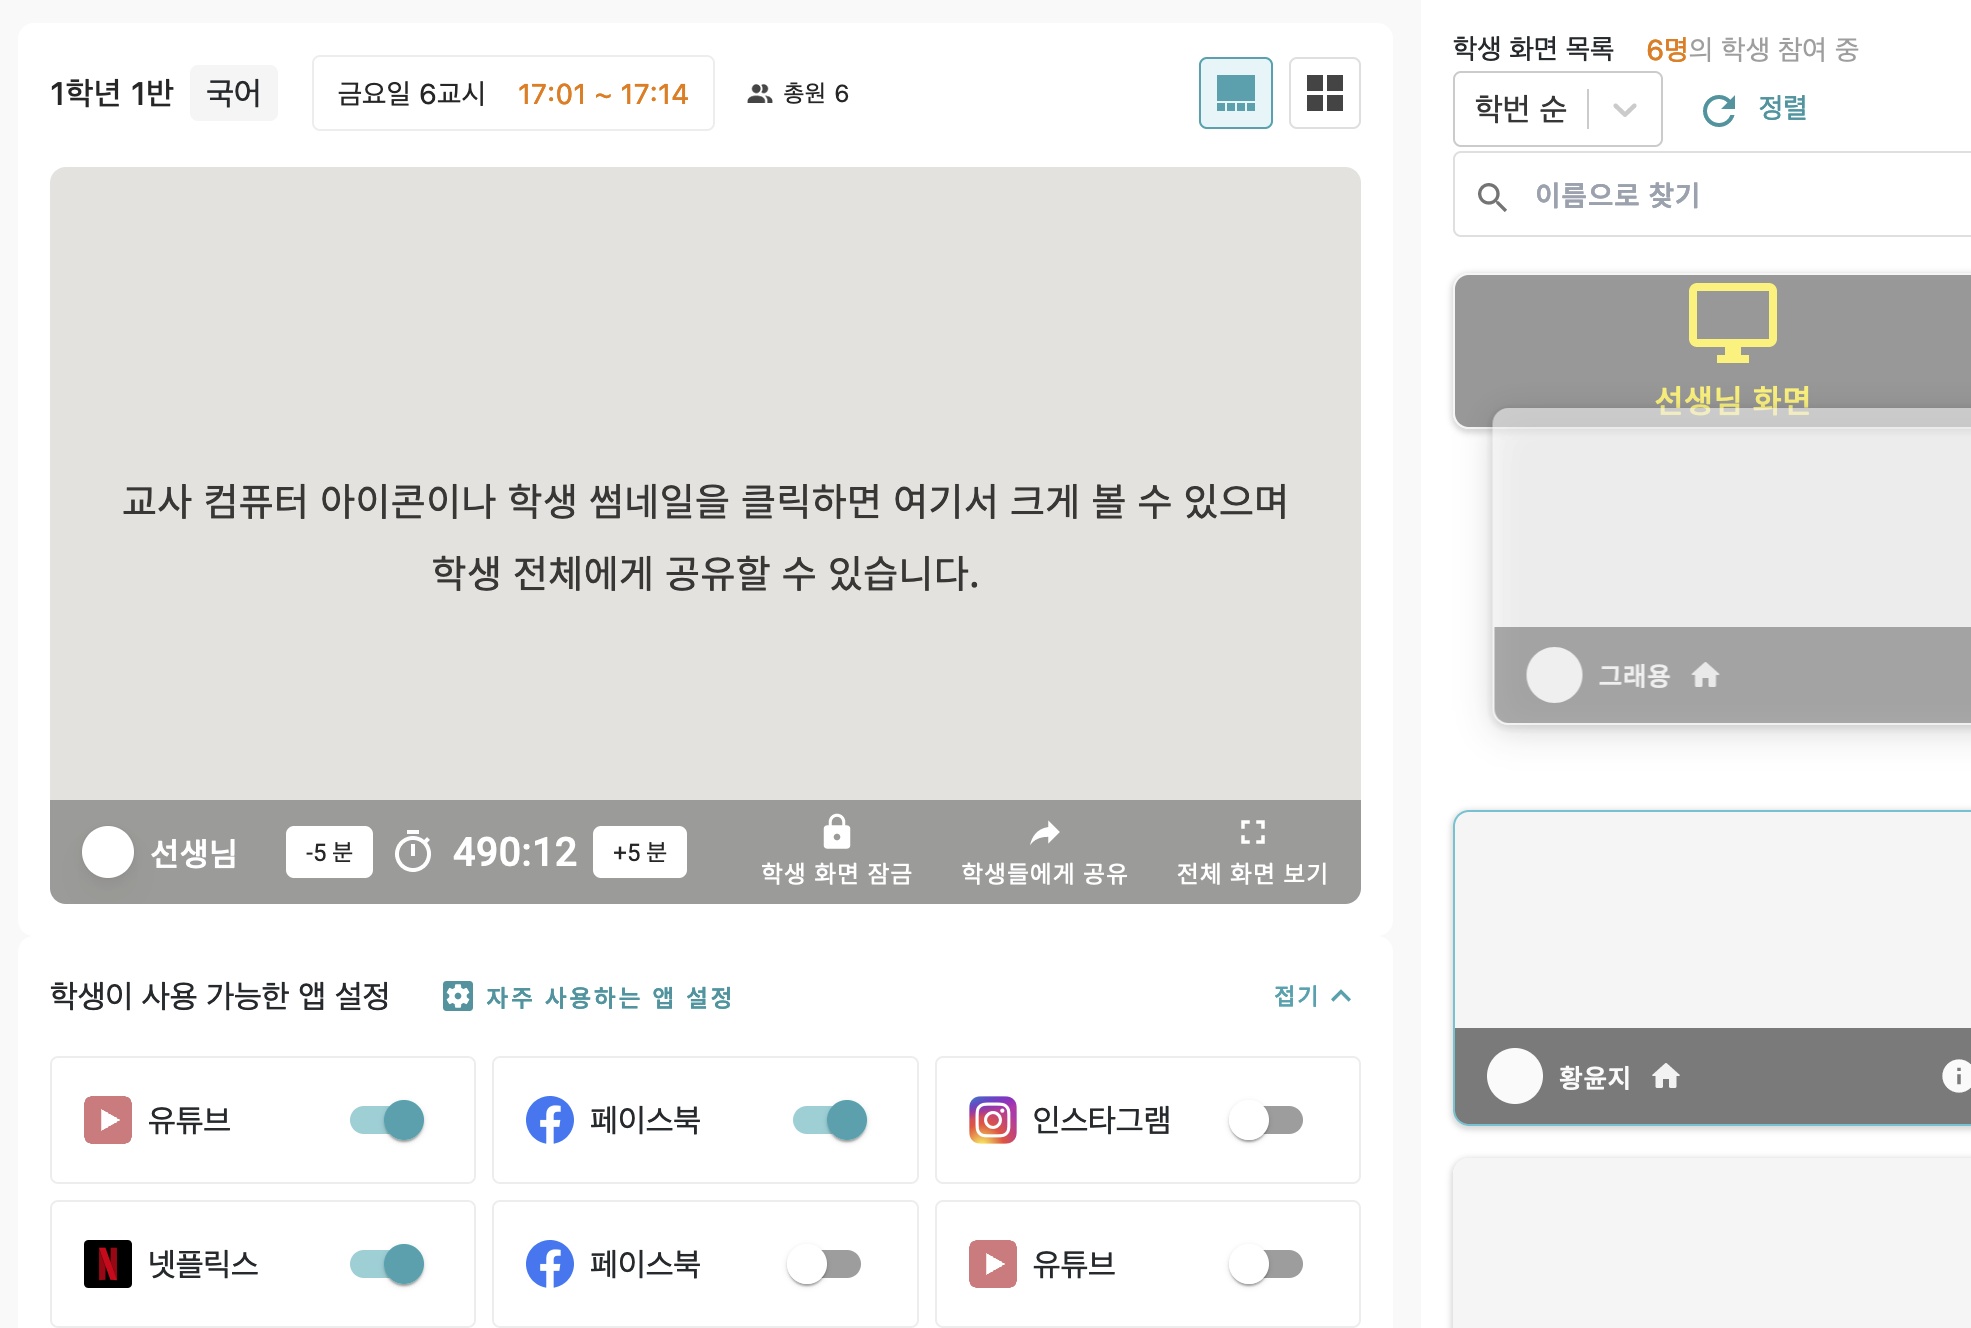 1학년 1반 국어 금요일 6교시 17:01 ~ 17:14 총원 6
교사 컴퓨터 아이콘이나 학생 썸네일을 클릭하면 여기서 크게 볼 수 있으며
학생 전체에게 공유할 수 있습니다.
선생님 -5 분 490:12 +5 분 학생 화면 잠금 학생들에게 공유 전체 화면 보기
학생이 사용 가능한 앱 설정 자주 사용하는 앱 설정 접기
유튜브 페이스북 인스타그램
넷플릭스 페이스북 유튜브
학생 화면 목록 6명의 학생 참여 중
학번 순 정렬
이름으로 찾기
선생님 화면
그래용
황윤지